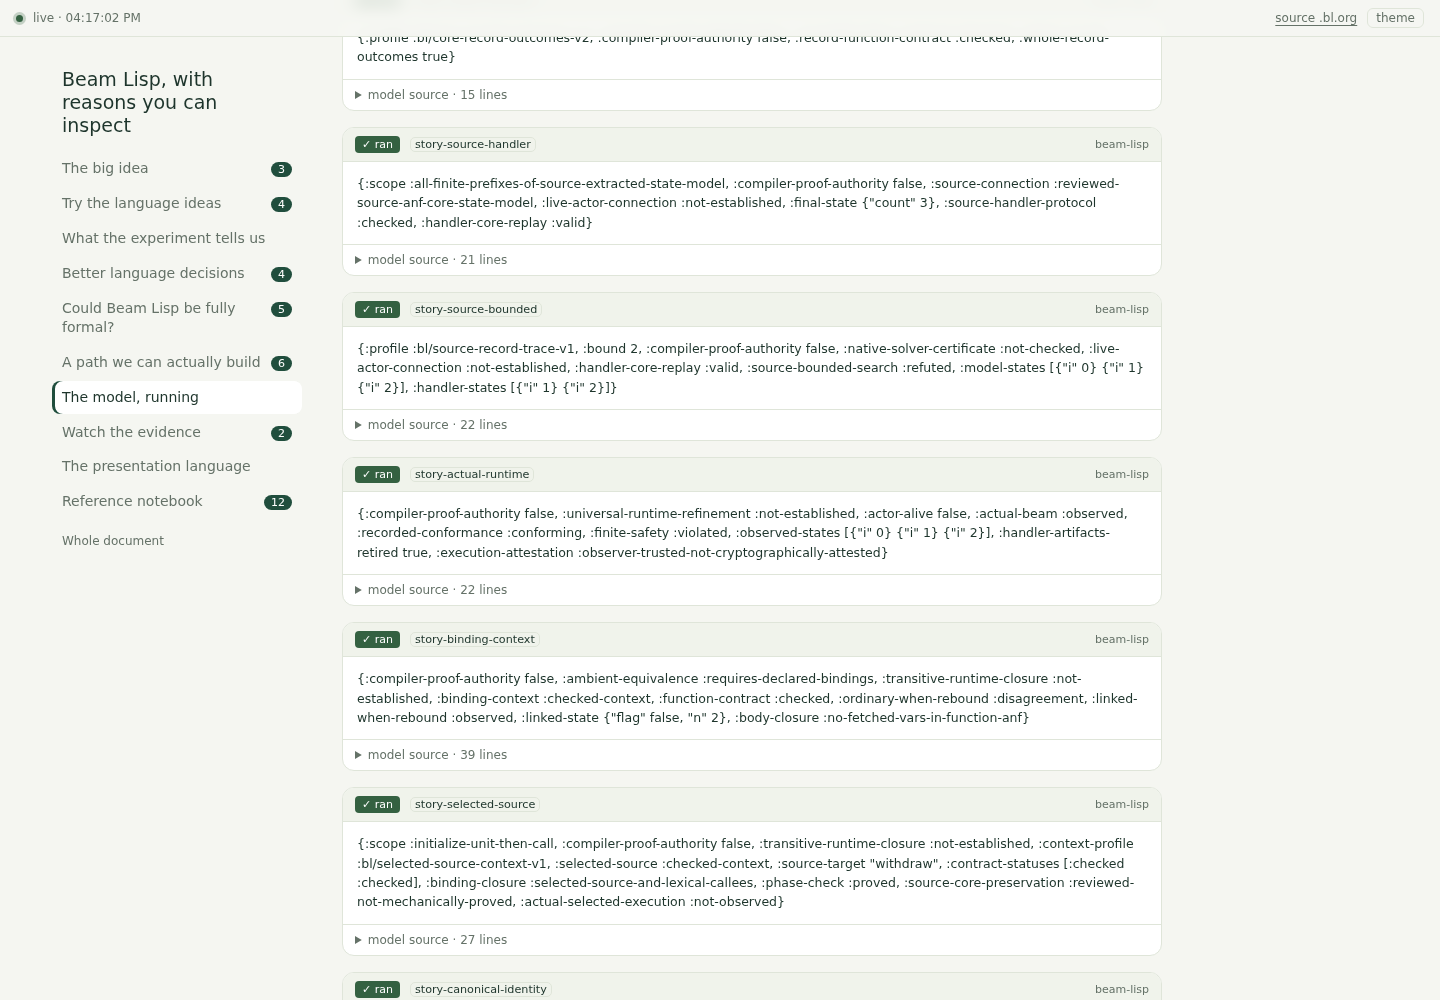 live · 04:17:02 PM
source .bl.org
theme
Beam Lisp, with
reasons you can
inspect
The big idea 3
Try the language ideas 4
What the experiment tells us
Better language decisions 4
Could Beam Lisp be fully 5
formal?
A path we can actually build 6
The model, running
Watch the evidence 2
The presentation language
Reference notebook 12
Whole document
{:profile :bl/core-record-outcomes-v2, :compiler-proof-authority false, :record-function-contract :checked, :whole-record-
outcomes true}
▶ model source · 15 lines
✓ ran story-source-handler beam-lisp
{:scope :all-finite-prefixes-of-source-extracted-state-model, :compiler-proof-authority false, :source-connection :reviewed-
source-anf-core-state-model, :live-actor-connection :not-established, :final-state {"count" 3}, :source-handler-protocol
:checked, :handler-core-replay :valid}
▶ model source · 21 lines
✓ ran story-source-bounded beam-lisp
{:profile :bl/source-record-trace-v1, :bound 2, :compiler-proof-authority false, :native-solver-certificate :not-checked, :live-
actor-connection :not-established, :handler-core-replay :valid, :source-bounded-search :refuted, :model-states [{"i" 0} {"i" 1}
{"i" 2}], :handler-states [{"i" 1} {"i" 2}]}
▶ model source · 22 lines
✓ ran story-actual-runtime beam-lisp
{:compiler-proof-authority false, :universal-runtime-refinement :not-established, :actor-alive false, :actual-beam :observed,
:recorded-conformance :conforming, :finite-safety :violated, :observed-states [{"i" 0} {"i" 1} {"i" 2}], :handler-artifacts-
retired true, :execution-attestation :observer-trusted-not-cryptographically-attested}
▶ model source · 22 lines
✓ ran story-binding-context beam-lisp
{:compiler-proof-authority false, :ambient-equivalence :requires-declared-bindings, :transitive-runtime-closure :not-
established, :binding-context :checked-context, :function-contract :checked, :ordinary-when-rebound :disagreement, :linked-
when-rebound :observed, :linked-state {"flag" false, "n" 2}, :body-closure :no-fetched-vars-in-function-anf}
▶ model source · 39 lines
✓ ran story-selected-source beam-lisp
{:scope :initialize-unit-then-call, :compiler-proof-authority false, :transitive-runtime-closure :not-established, :context-profile
:bl/selected-source-context-v1, :selected-source :checked-context, :source-target "withdraw", :contract-statuses [:checked
:checked], :binding-closure :selected-source-and-lexical-callees, :phase-check :proved, :source-core-preservation :reviewed-
not-mechanically-proved, :actual-selected-execution :not-observed}
▶ model source · 27 lines
✓ ran story-canonical-identity beam-lisp